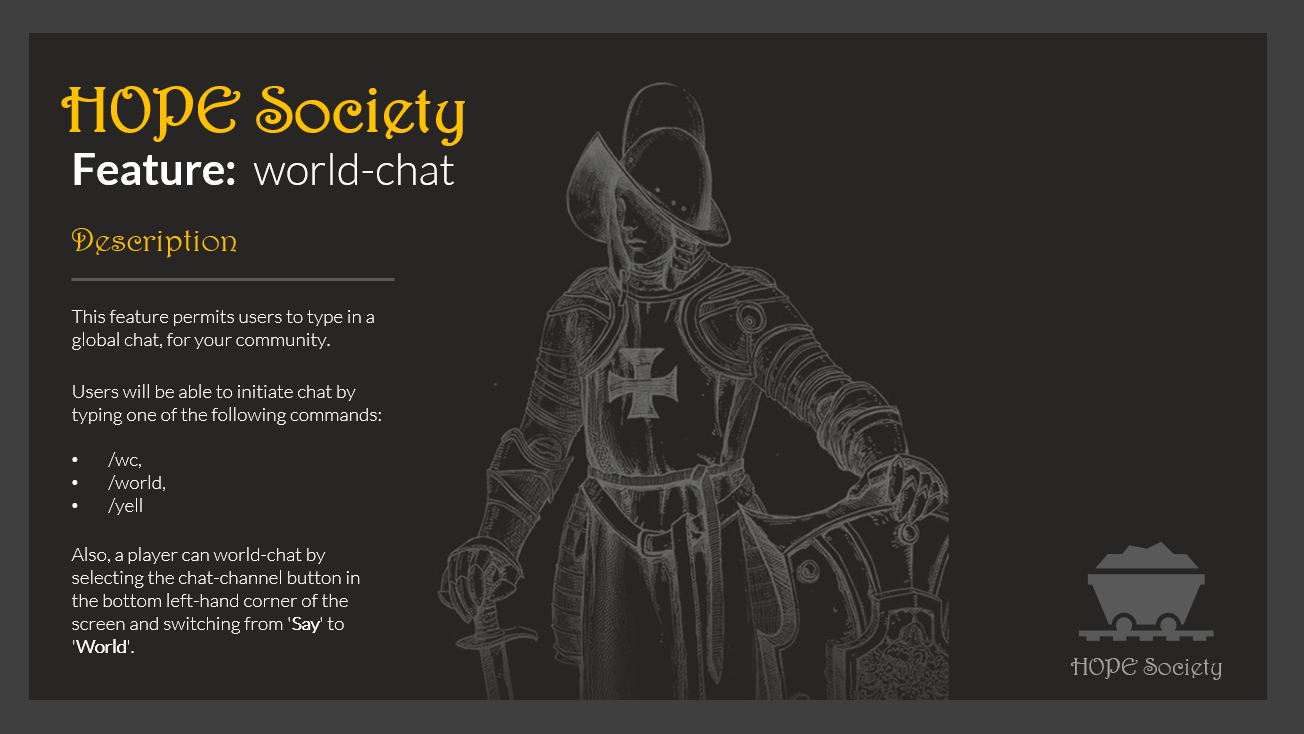 HOPE Society
Feature: world-chat
Description
This feature permits users to type in a
global chat, for your community.
Users will be able to initiate chat by
typing one of the following commands:
• /wc,
• /world,
• /yell
Also, a player can world-chat by
selecting the chat-channel button in
the bottom left-hand corner of the
screen and switching from 'Say' to
'World'.
HOPE Society